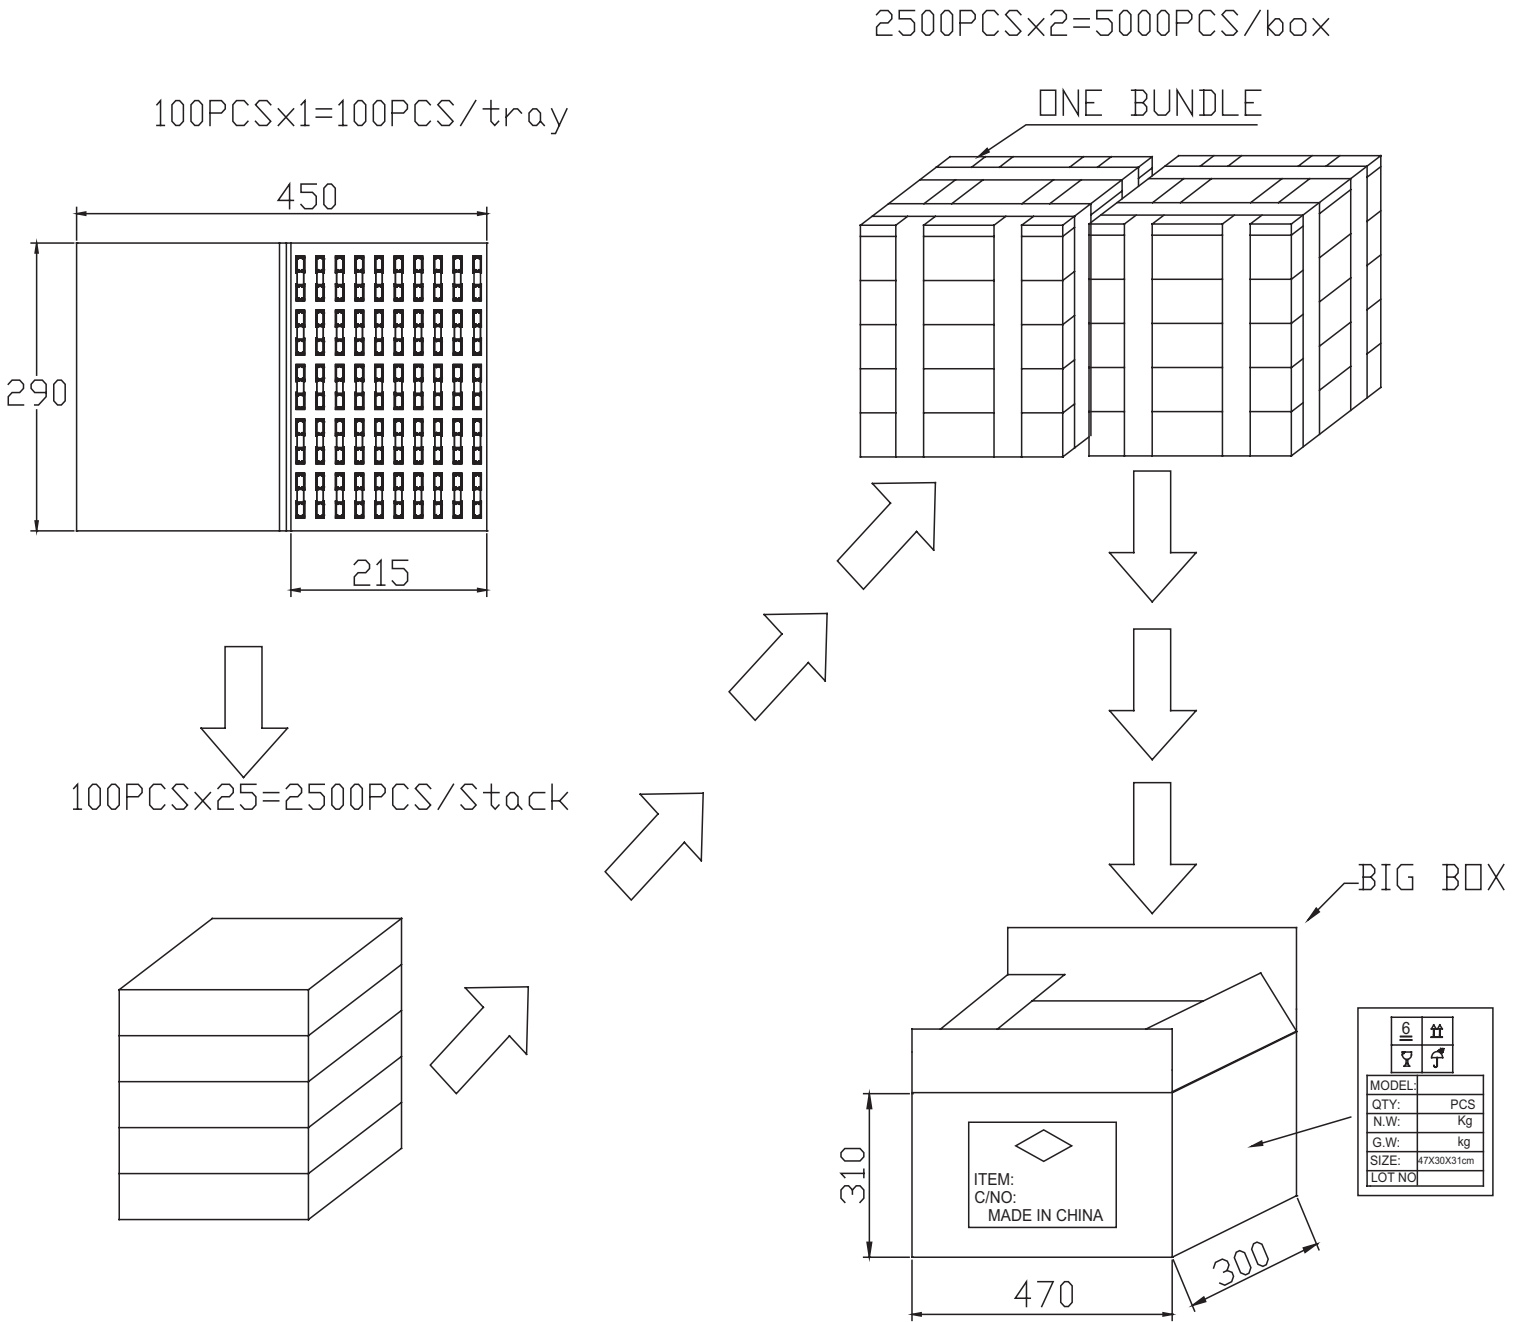 2500PCSx2=5000PCS/box
ONE BUNDLE
100PCSx1=100PCS/tray
450
290
215
100PCSx25=2500PCS/Stack
BIG BOX
6
MODEL:
QTY: PCS
N.W: Kg
G.W: kg
SIZE: 47X30X31cm
LOT NO
310
ITEM:
C/NO:
MADE IN CHINA
300
470